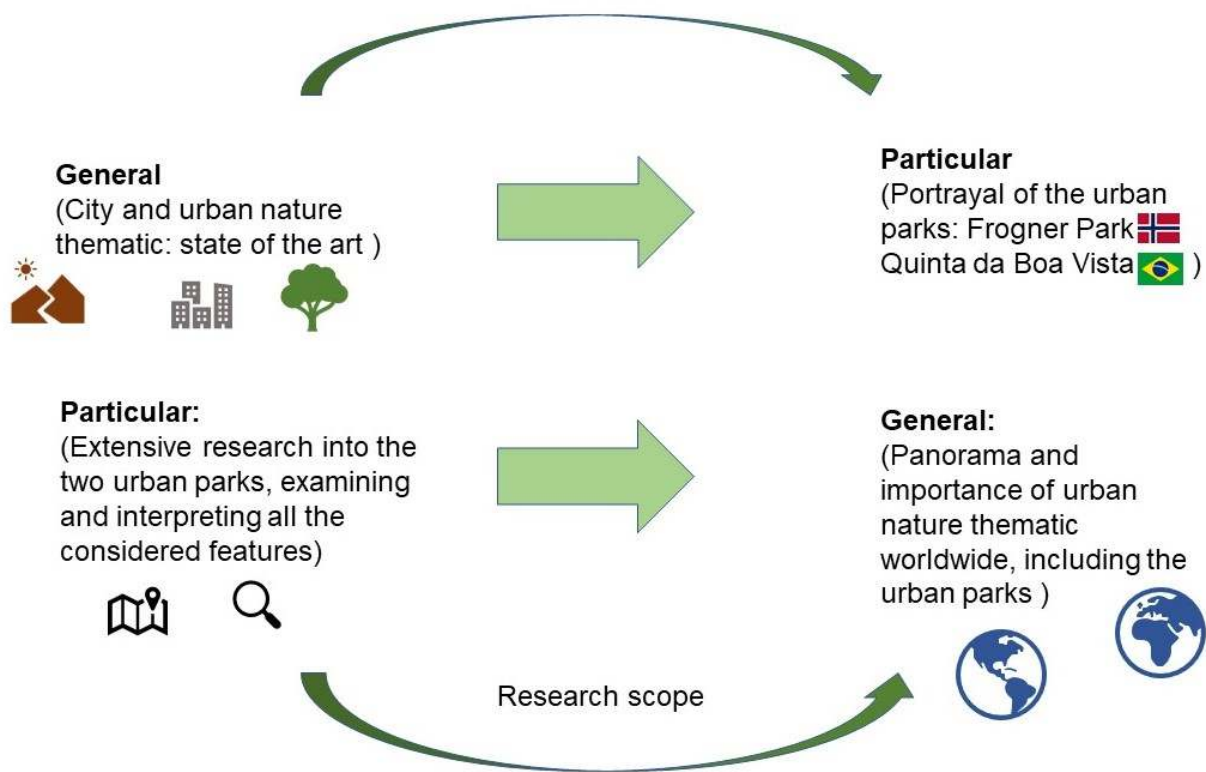 General
(City and urban nature
thematic: state of the art )
Particular
(Portrayal of the urban
parks: Frogner Park
Quinta da Boa Vista )
Particular:
(Extensive research into the
two urban parks, examining
and interpreting all the
considered features)
General:
(Panorama and
importance of urban
nature thematic
worldwide, including the
urban parks )
Research scope